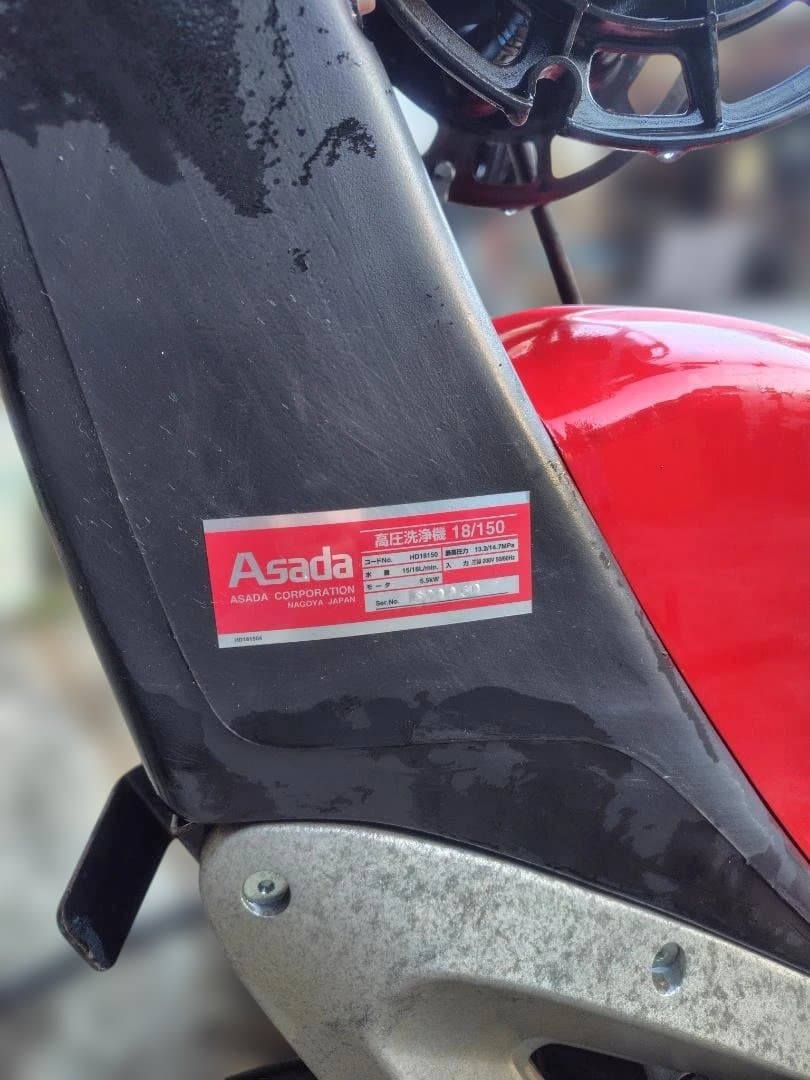 Asada
ASADA CORPORATION
NAGOYA JAPAN
高圧洗浄機 18/150
コードNo. HD18150 最高圧力 13.2/14.7MPa
水 量 15/18L/min. 入 力 三相 200V 50/60Hz
モータ 5.5kW
Ser.No.
HD181504